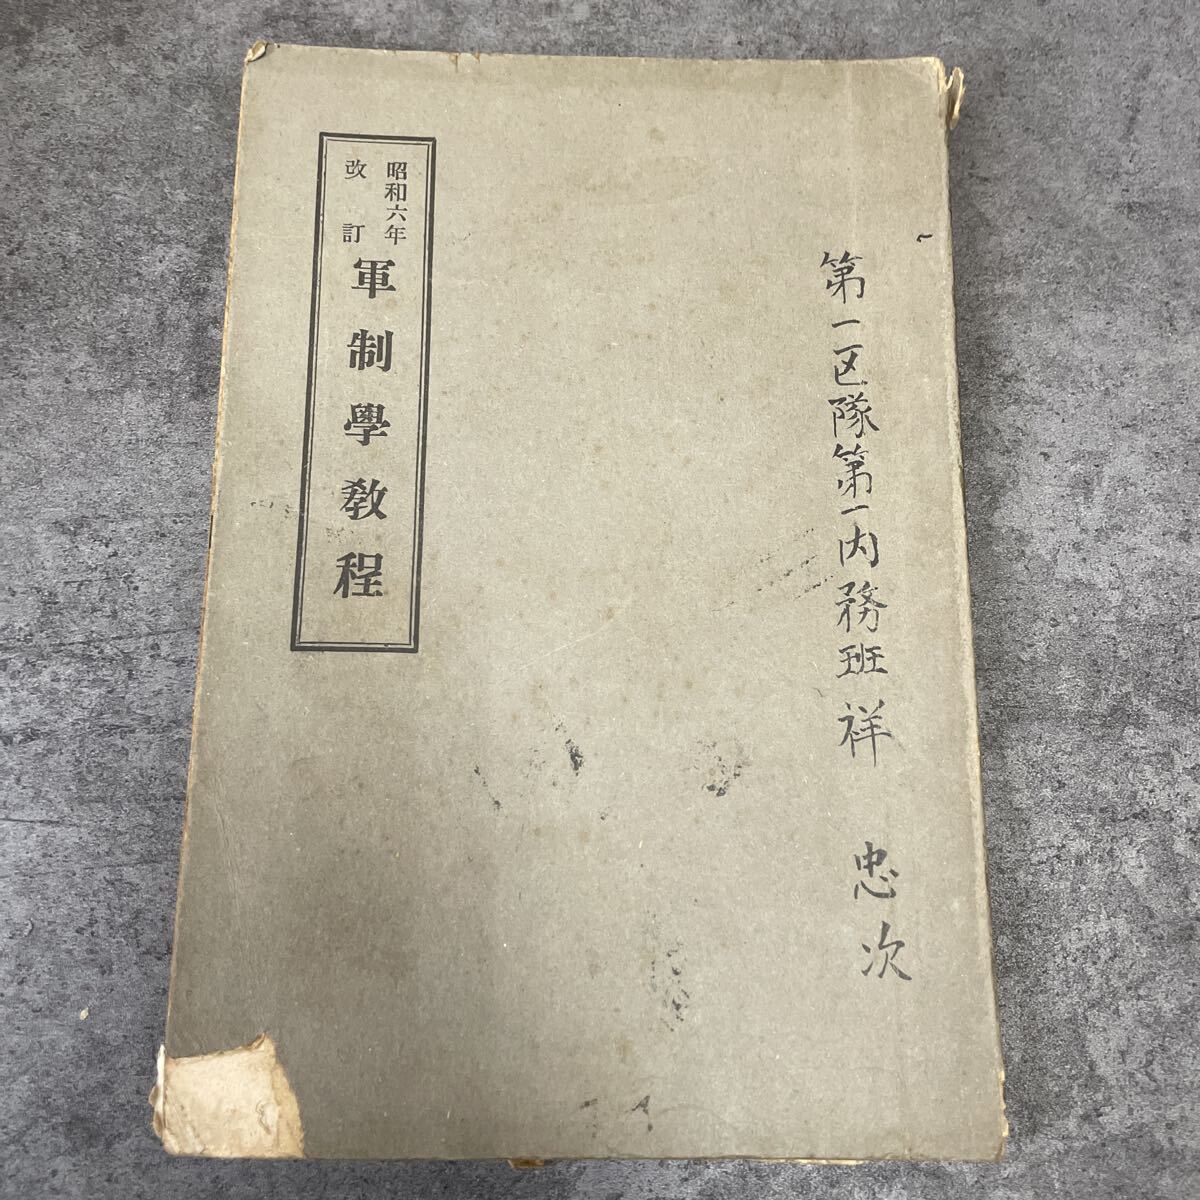 第一区隊第一内務班祥 忠次
昭和六年
改訂
軍制學教程